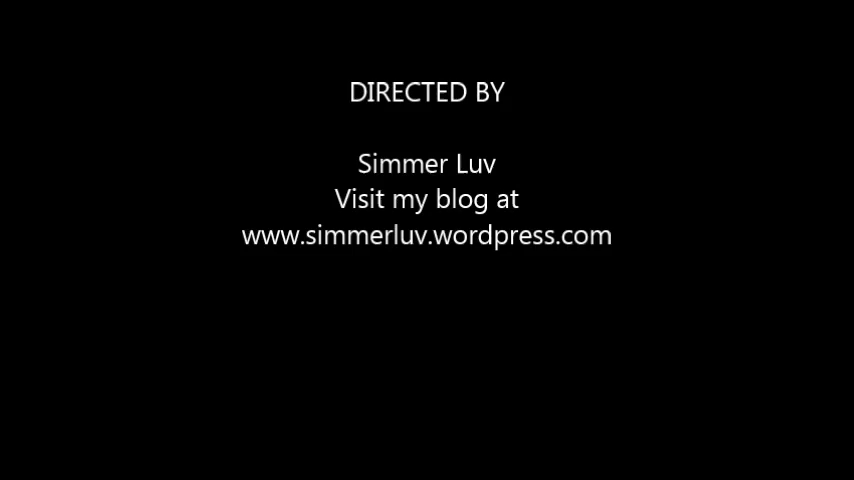 DIRECTED BY
Simmer Luv
Visit my blog at
www.simmerluv.wordpress.com